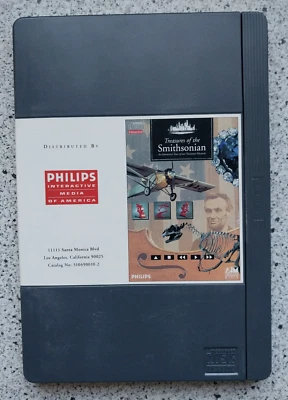 DISTRIBUTED BY
PHILIPS
INTERACTIVE
MEDIA
OF AMERICA
11111 Santa Monica Blvd
Los Angeles, California 90025
Treasures of the
Smithsonian
PHILIPS